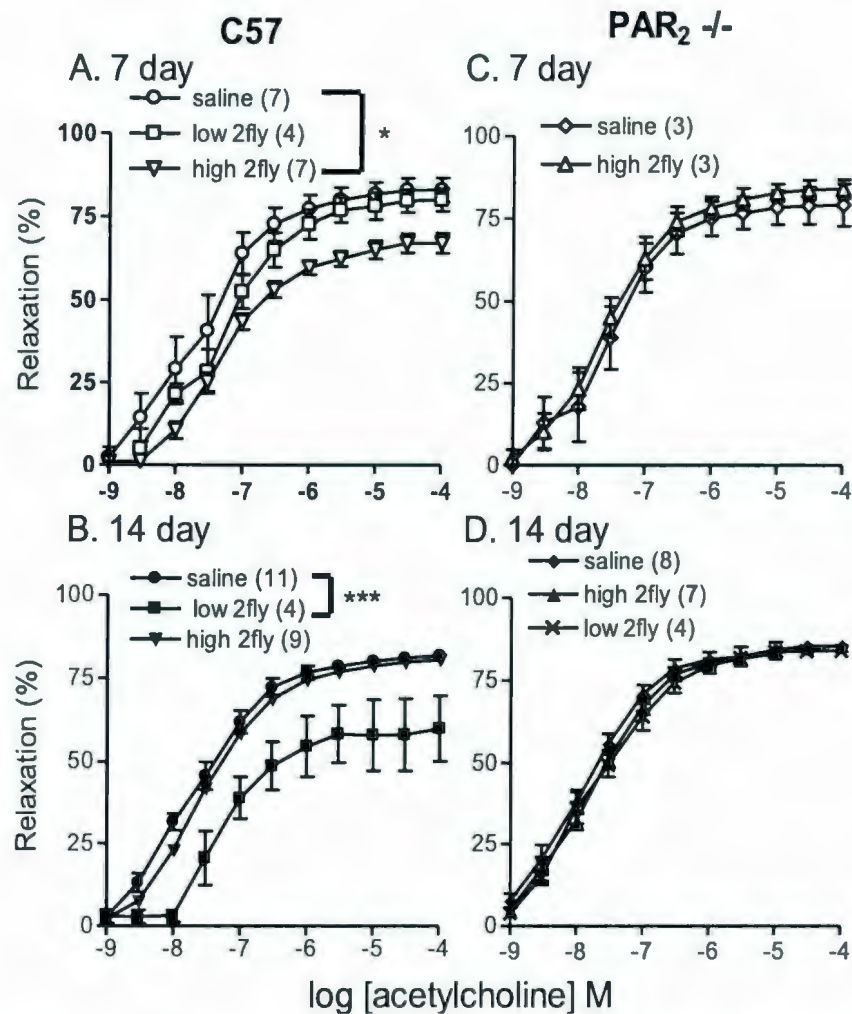 C57
PAR₂ -/-
A. 7 day
saline (7)
low 2fly (4)
high 2fly (7)
*
100
75
50
25
0
Relaxation (%)
-9 -8 -7 -6 -5 -4
C. 7 day
saline (3)
high 2fly (3)
100
75
50
25
0
-9 -8 -7 -6 -5 -4
B. 14 day
saline (11)
low 2fly (4)
high 2fly (9)
***
100
75
50
25
0
Relaxation (%)
-9 -8 -7 -6 -5 -4
D. 14 day
saline (8)
high 2fly (7)
low 2fly (4)
100
75
50
25
0
-9 -8 -7 -6 -5 -4
log [acetylcholine] M